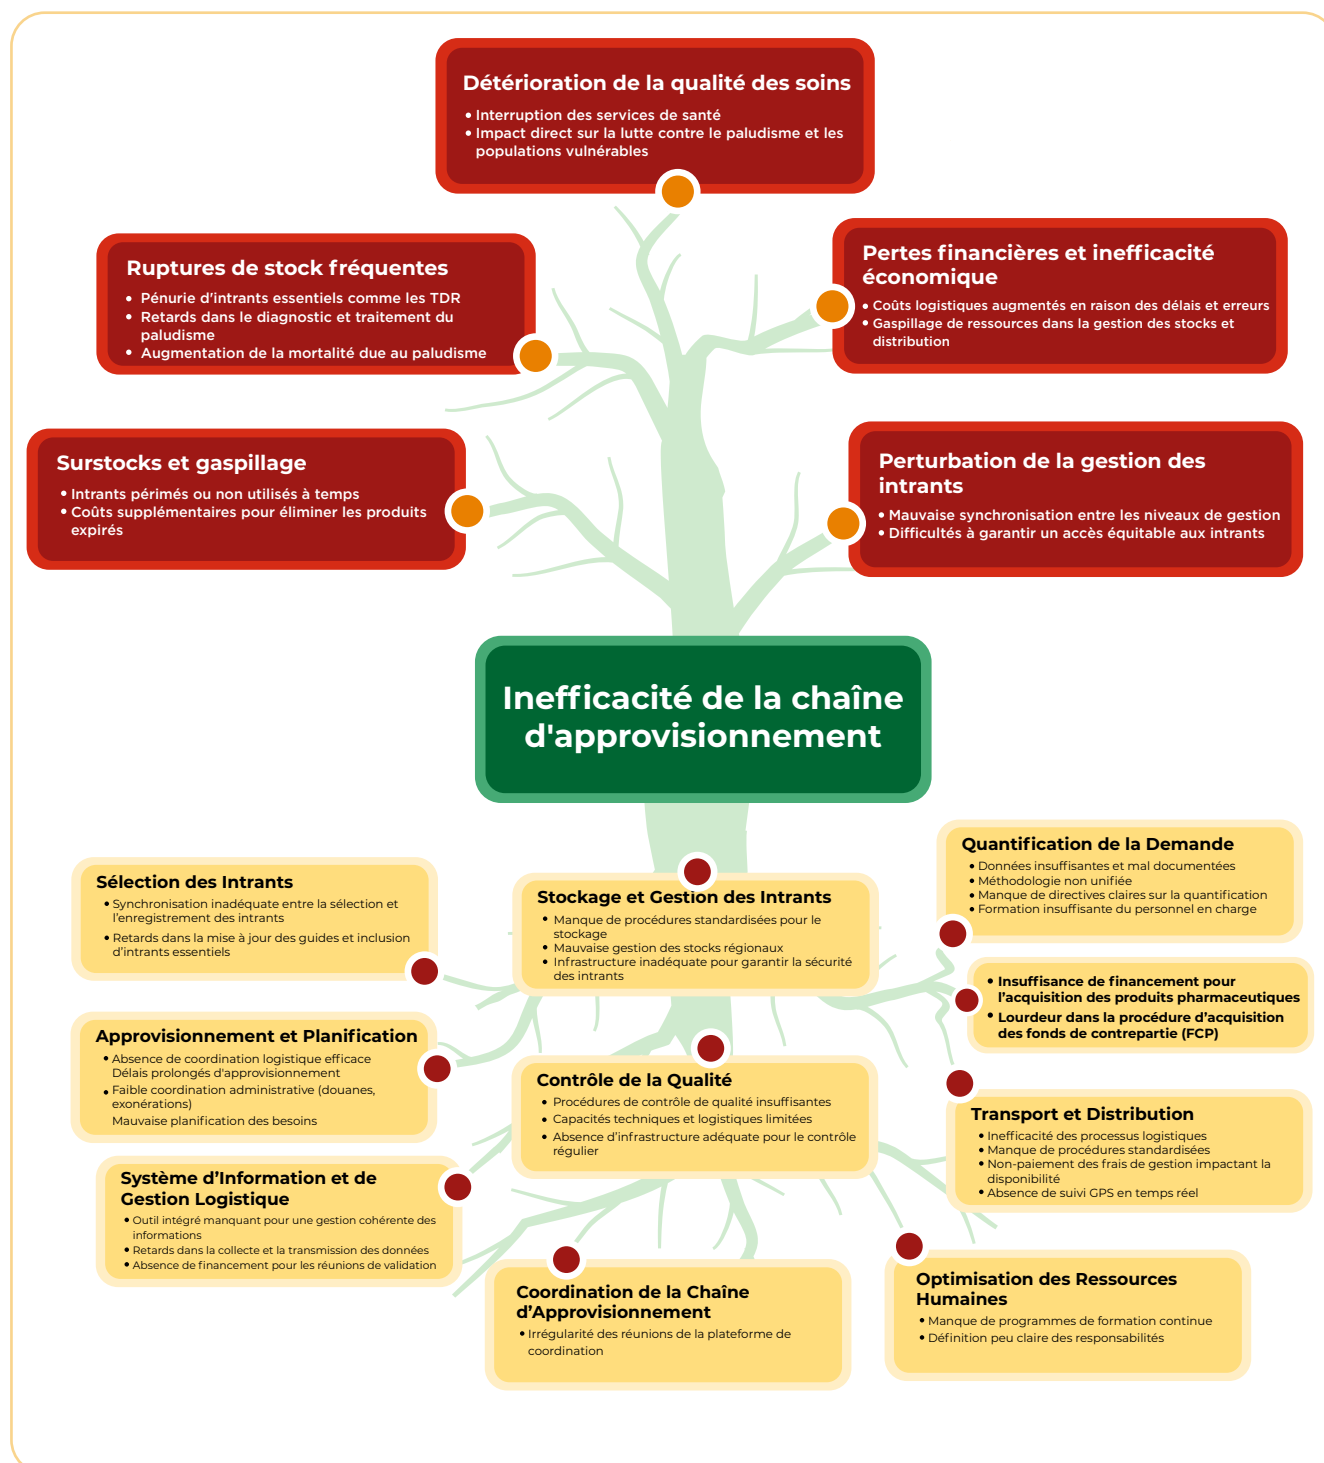 Détérioration de la qualité des soins
• Interruption des services de santé
• Impact direct sur la lutte contre le paludisme et les
populations vulnérables
Ruptures de stock fréquentes
• Pénurie d'intrants essentiels comme les TDR
• Retards dans le diagnostic et traitement du
paludisme
• Augmentation de la mortalité due au paludisme
Pertes financières et inefficacité
économique
• Coûts logistiques augmentés en raison des délais et erreurs
• Gaspillage de ressources dans la gestion des stocks et
distribution
Surstocks et gaspillage
• Intrants périmés ou non utilisés à temps
• Coûts supplémentaires pour éliminer les produits
expirés
Perturbation de la gestion des
intrants
• Mauvaise synchronisation entre les niveaux de gestion
• Difficultés à garantir un accès équitable aux intrants
Inefficacité de la chaîne
d'approvisionnement
Sélection des Intrants
• Synchronisation inadéquate entre la sélection et
l'enregistrement des intrants
• Retards dans la mise à jour des guides et inclusion
d'intrants essentiels
Stockage et Gestion des Intrants
• Manque de procédures standardisées pour le
stockage
• Mauvaise gestion des stocks régionaux
• Infrastructure inadéquate pour garantir la sécurité
des intrants
Quantification de la Demande
• Données insuffisantes et mal documentées
• Méthodologie non unifiée
• Manque de directives claires sur la quantification
• Formation insuffisante du personnel en charge
• Insuffisance de financement pour
l'acquisition des produits pharmaceutiques
• Lourdeur dans la procédure d'acquisition
des fonds de contrepartie (FCP)
Approvisionnement et Planification
• Absence de coordination logistique efficace
Délais prolongés d'approvisionnement
• Faible coordination administrative (douanes,
exonérations)
Mauvaise planification des besoins
Contrôle de la Qualité
• Procédures de contrôle de qualité insuffisantes
• Capacités techniques et logistiques limitées
• Absence d'infrastructure adéquate pour le contrôle
régulier
Transport et Distribution
• Inefficacité des processus logistiques
• Manque de procédures standardisées
• Non-paiement des frais de gestion impactant la
disponibilité
• Absence de suivi GPS en temps réel
Système d'Information et de
Gestion Logistique
• Outil intégré manquant pour une gestion cohérente des
informations
• Retards dans la collecte et la transmission des données
• Absence de financement pour les réunions de validation
Coordination de la Chaîne
d'Approvisionnement
• Irrégularité des réunions de la plateforme de
coordination
Optimisation des Ressources
Humaines
• Manque de programmes de formation continue
• Définition peu claire des responsabilités